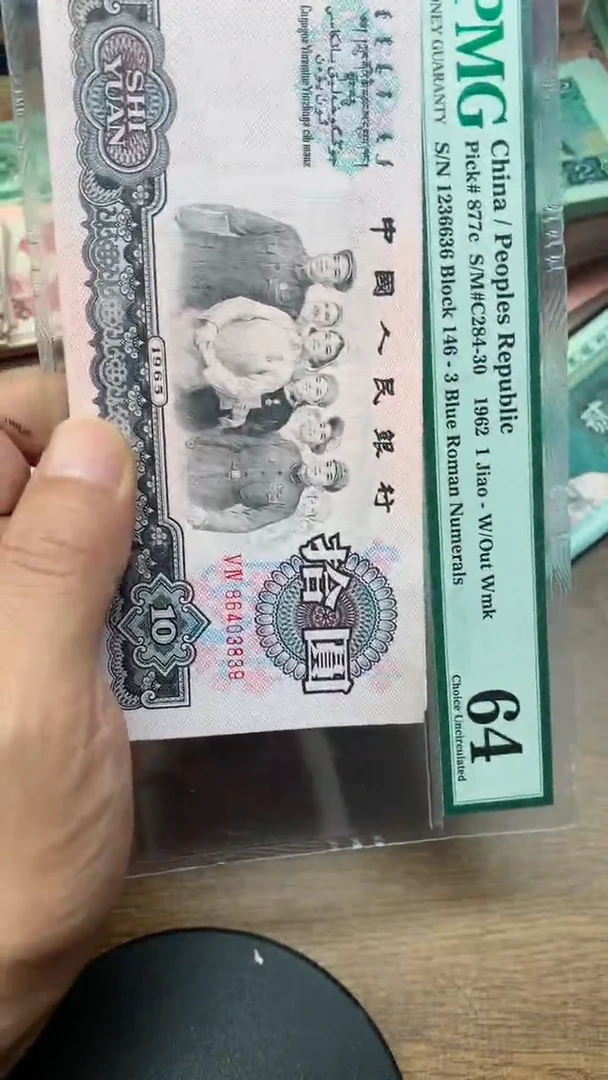 PMG
ONEY GUARANTY
China / Peoples Republic
Pick# 877c S/M#C284-30 1962 1 Jiao - W/Out Wmk
S/N 1236636 Block 146 - 3 Blue Roman Numerals
64
Choice Uncirculated
中國人民銀行
拾圓
VN 86403839
SHI
YUAN
1965
10